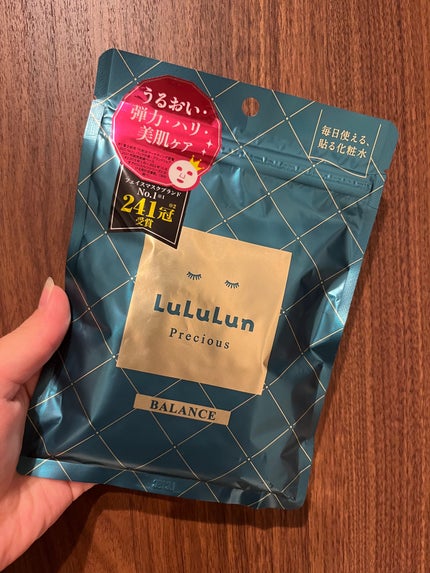 うるおい・
弾力・ハリ・
美肌ケア
フェイスマスクブランド
No.1※1
241冠※2
受賞
毎日使える、
貼る化粧水
LuLuLun
Precious
BALANCE